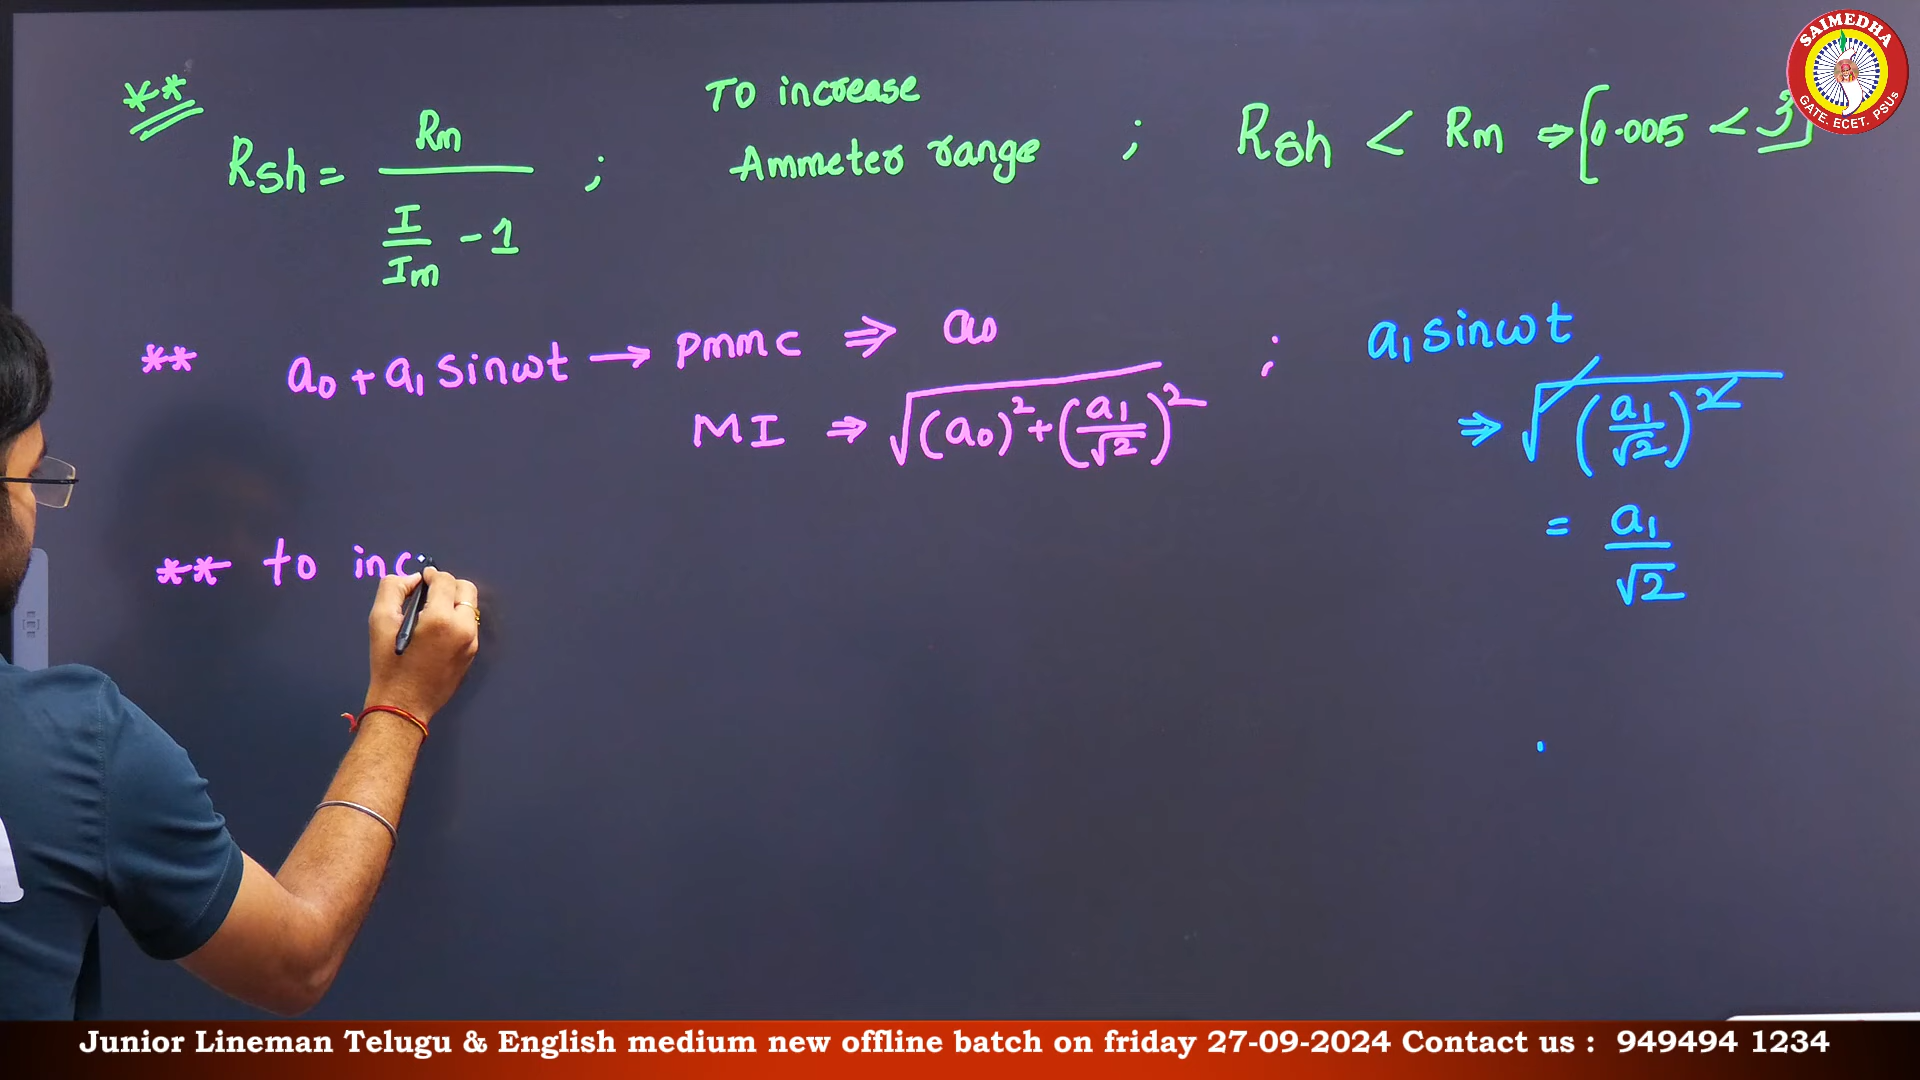 SAIMEDHA
GATE. ECET. PSUs
** Rsh = Rm / (I/Im - 1) ; To increase Ammeter range ; Rsh < Rm ⇒ [0.0015 < 3]
** a₀ + a₁ sinωt → PMMC ⇒ a₀ ; a₁ sinωt
MI ⇒ √((a₀)² + (a₁/√2)²) ⇒ √((a₁/√2)²)
= a₁/√2
** to inc
Junior Lineman Telugu & English medium new offline batch on friday 27-09-2024 Contact us : 949494 1234